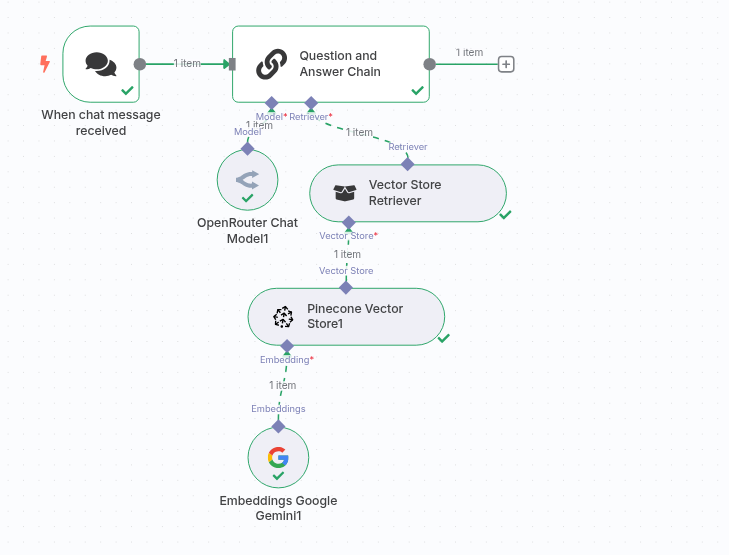 1 item
Question and
Answer Chain
1 item
When chat message
received
Model*
Retriever*
1 item
Model
1 item
Retriever
Vector Store
Retriever
OpenRouter Chat
Model1
Vector Store*
1 item
Vector Store
Pinecone Vector
Store1
Embedding*
1 item
Embeddings
Embeddings Google
Gemini1